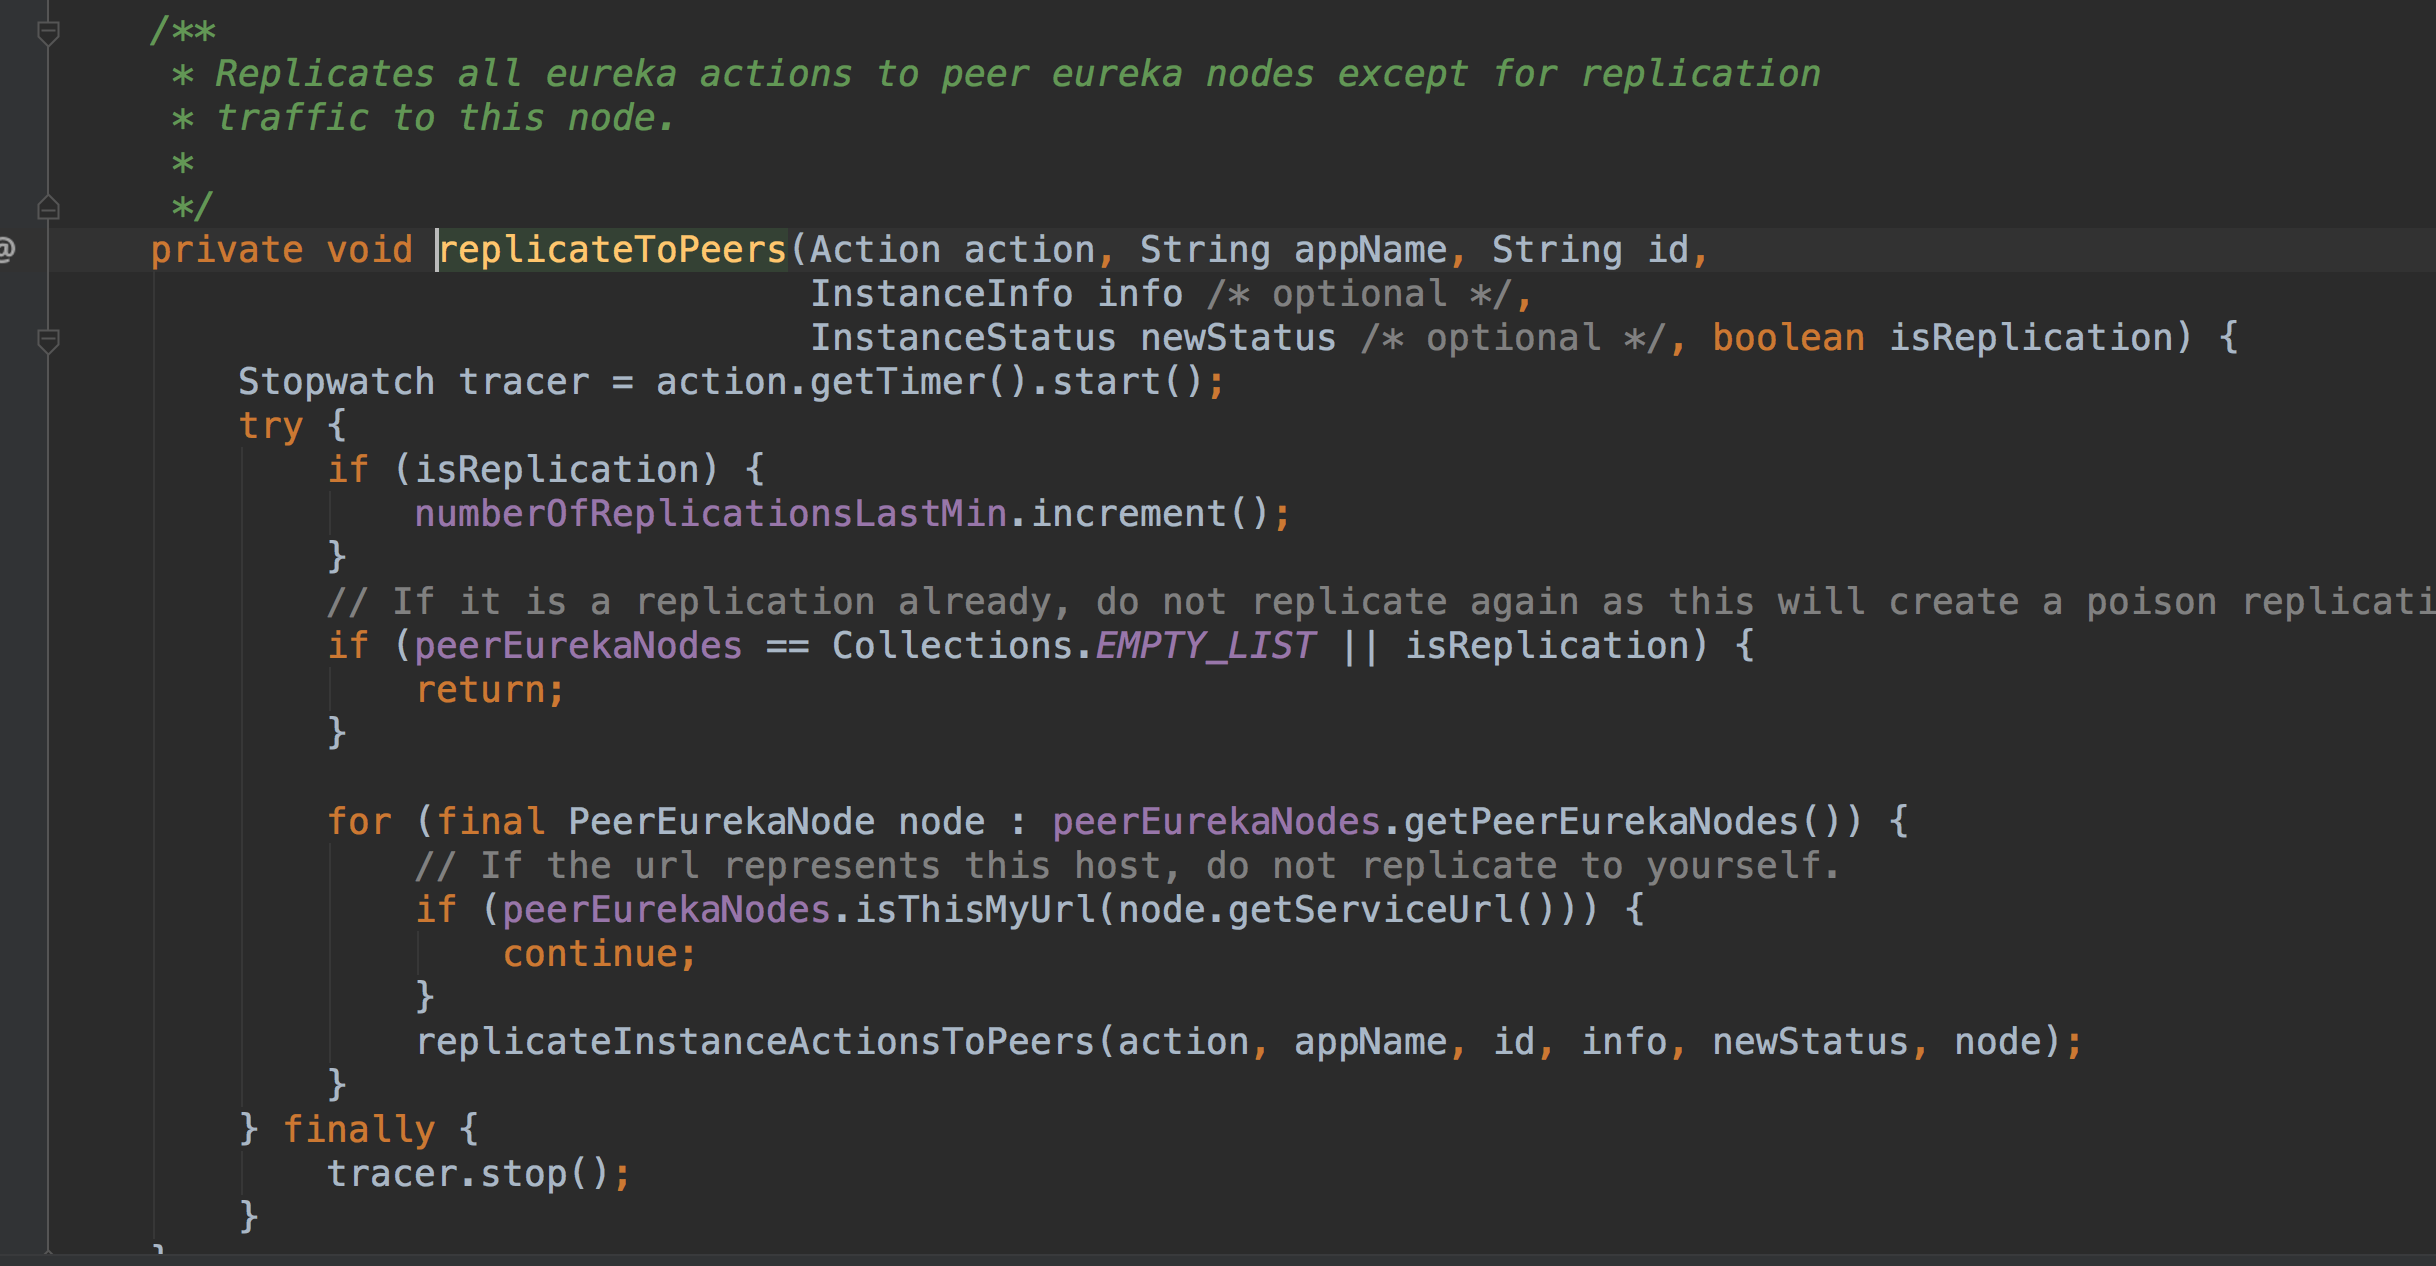 /**
* Replicates all eureka actions to peer eureka nodes except for replication
* traffic to this node.
*
*/
@
private void replicateToPeers(Action action, String appName, String id,
InstanceInfo info /* optional */,
InstanceStatus newStatus /* optional */, boolean isReplication) {
Stopwatch tracer = action.getTimer().start();
try {
if (isReplication) {
numberOfReplicationsLastMin.increment();
}
// If it is a replication already, do not replicate again as this will create a poison replicati
if (peerEurekaNodes == Collections.EMPTY_LIST || isReplication) {
return;
}
for (final PeerEurekaNode node : peerEurekaNodes.getPeerEurekaNodes()) {
// If the url represents this host, do not replicate to yourself.
if (peerEurekaNodes.isThisMyUrl(node.getServiceUrl())) {
continue;
}
replicateInstanceActionsToPeers(action, appName, id, info, newStatus, node);
}
} finally {
tracer.stop();
}
}